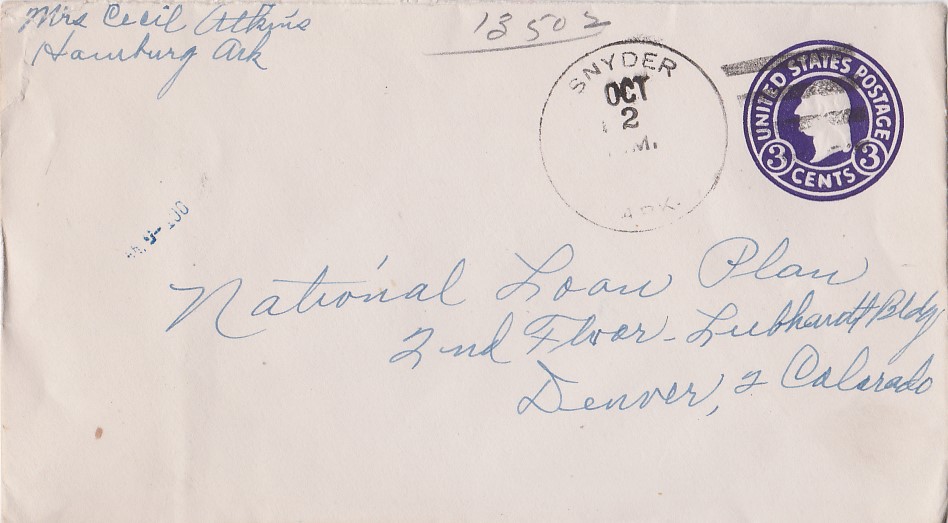 Mrs Cecil Atkins
Hamburg Ark
13502
SNYDER
OCT
2
M.
ARK.
UNITED STATES POSTAGE
3 CENTS 3
National Loan Plan
2nd Floor - Liebhardt Bldg
Denver, 2 Colorado